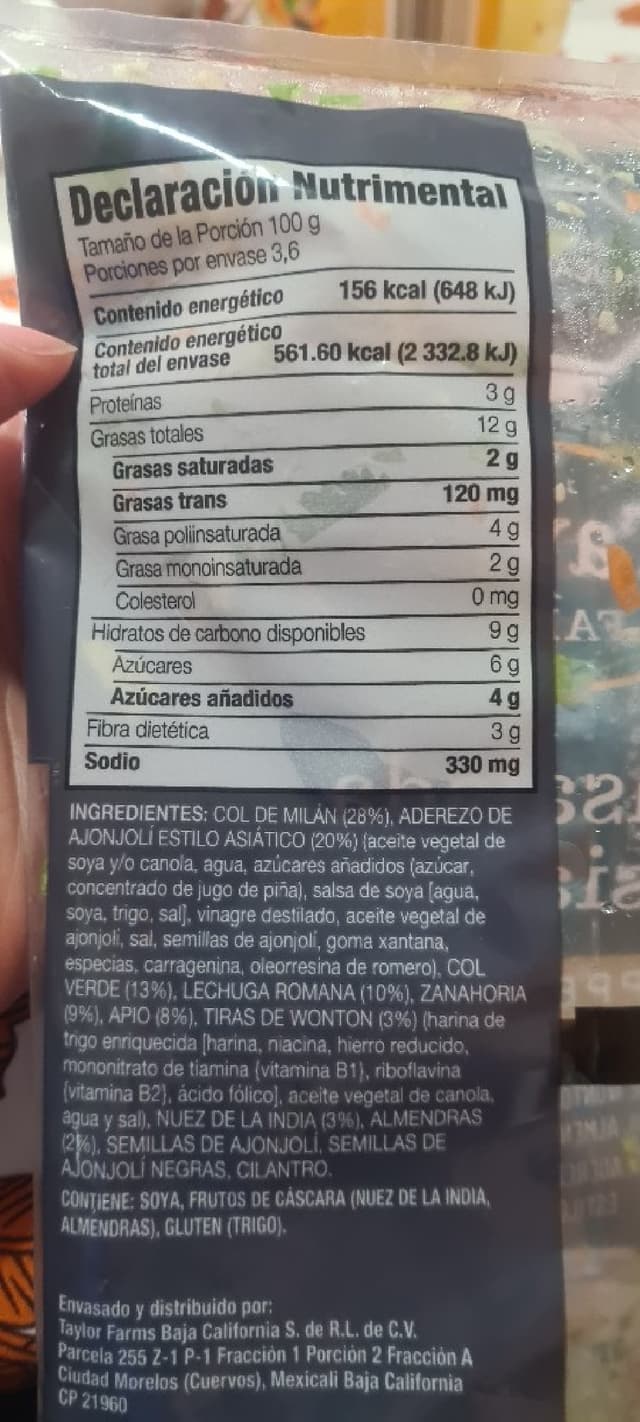 Declaración Nutrimental
Tamaño de la Porción 100 g
Porciones por envase 3,6
Contenido energético 156 kcal (648 kJ)
Contenido energético
total del envase 561.60 kcal (2 332.8 kJ)
Proteínas 3 g
Grasas totales 12 g
Grasas saturadas 2 g
Grasas trans 120 mg
Grasa poliinsaturada 4 g
Grasa monoinsaturada 2 g
Colesterol 0 mg
Hidratos de carbono disponibles 9 g
Azúcares 6 g
Azúcares añadidos 4 g
Fibra dietética 3 g
Sodio 330 mg
INGREDIENTES: COL DE MILÁN (28%), ADEREZO DE
AJONJOLÍ ESTILO ASIÁTICO (20%) (aceite vegetal de
soya y/o canola, agua, azúcares añadidos (azúcar,
concentrado de jugo de piña), salsa de soya [agua,
soya, trigo, sal], vinagre destilado, aceite vegetal de
ajonjolí, sal, semillas de ajonjolí, goma xantana,
especias, carragenina, oleorresina de romero), COL
VERDE (13%), LECHUGA ROMANA (10%), ZANAHORIA
(9%), APIO (8%), TIRAS DE WONTON (3%) (harina de
trigo enriquecida [harina, niacina, hierro reducido,
mononitrato de tiamina (vitamina B1), riboflavina
(vitamina B2), ácido fólico], aceite vegetal de canola,
agua y sal), NUEZ DE LA INDIA (3%), ALMENDRAS
(2%), SEMILLAS DE AJONJOLÍ, SEMILLAS DE
AJONJOLÍ NEGRAS, CILANTRO.
CONTIENE: SOYA, FRUTOS DE CÁSCARA (NUEZ DE LA INDIA,
ALMENDRAS), GLUTEN (TRIGO).
Envasado y distribuido por:
Taylor Farms Baja California S. de R.L. de C.V.
Parcela 255 Z-1 P-1 Fracción 1 Porción 2 Fracción A
Ciudad Morelos (Cuervos), Mexicali Baja California
CP 21960